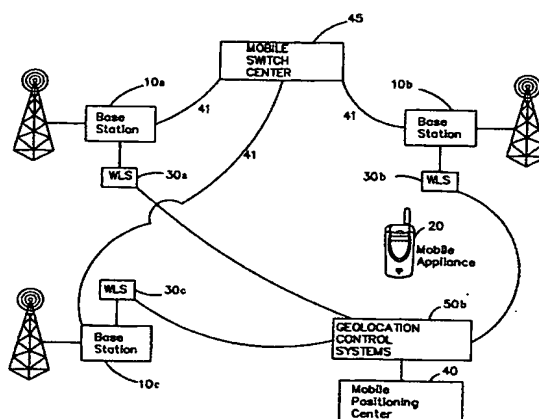 45
MOBILE
SWITCH
CENTER
10a
10b
Base
Station
41
41
Base
Station
41
WLS
30a
30b
WLS
20
Mobile
Appliance
WLS
30c
50b
GEOLOCATION
CONTROL
SYSTEMS
Base
Station
10c
40
Mobile
Positioning
Center